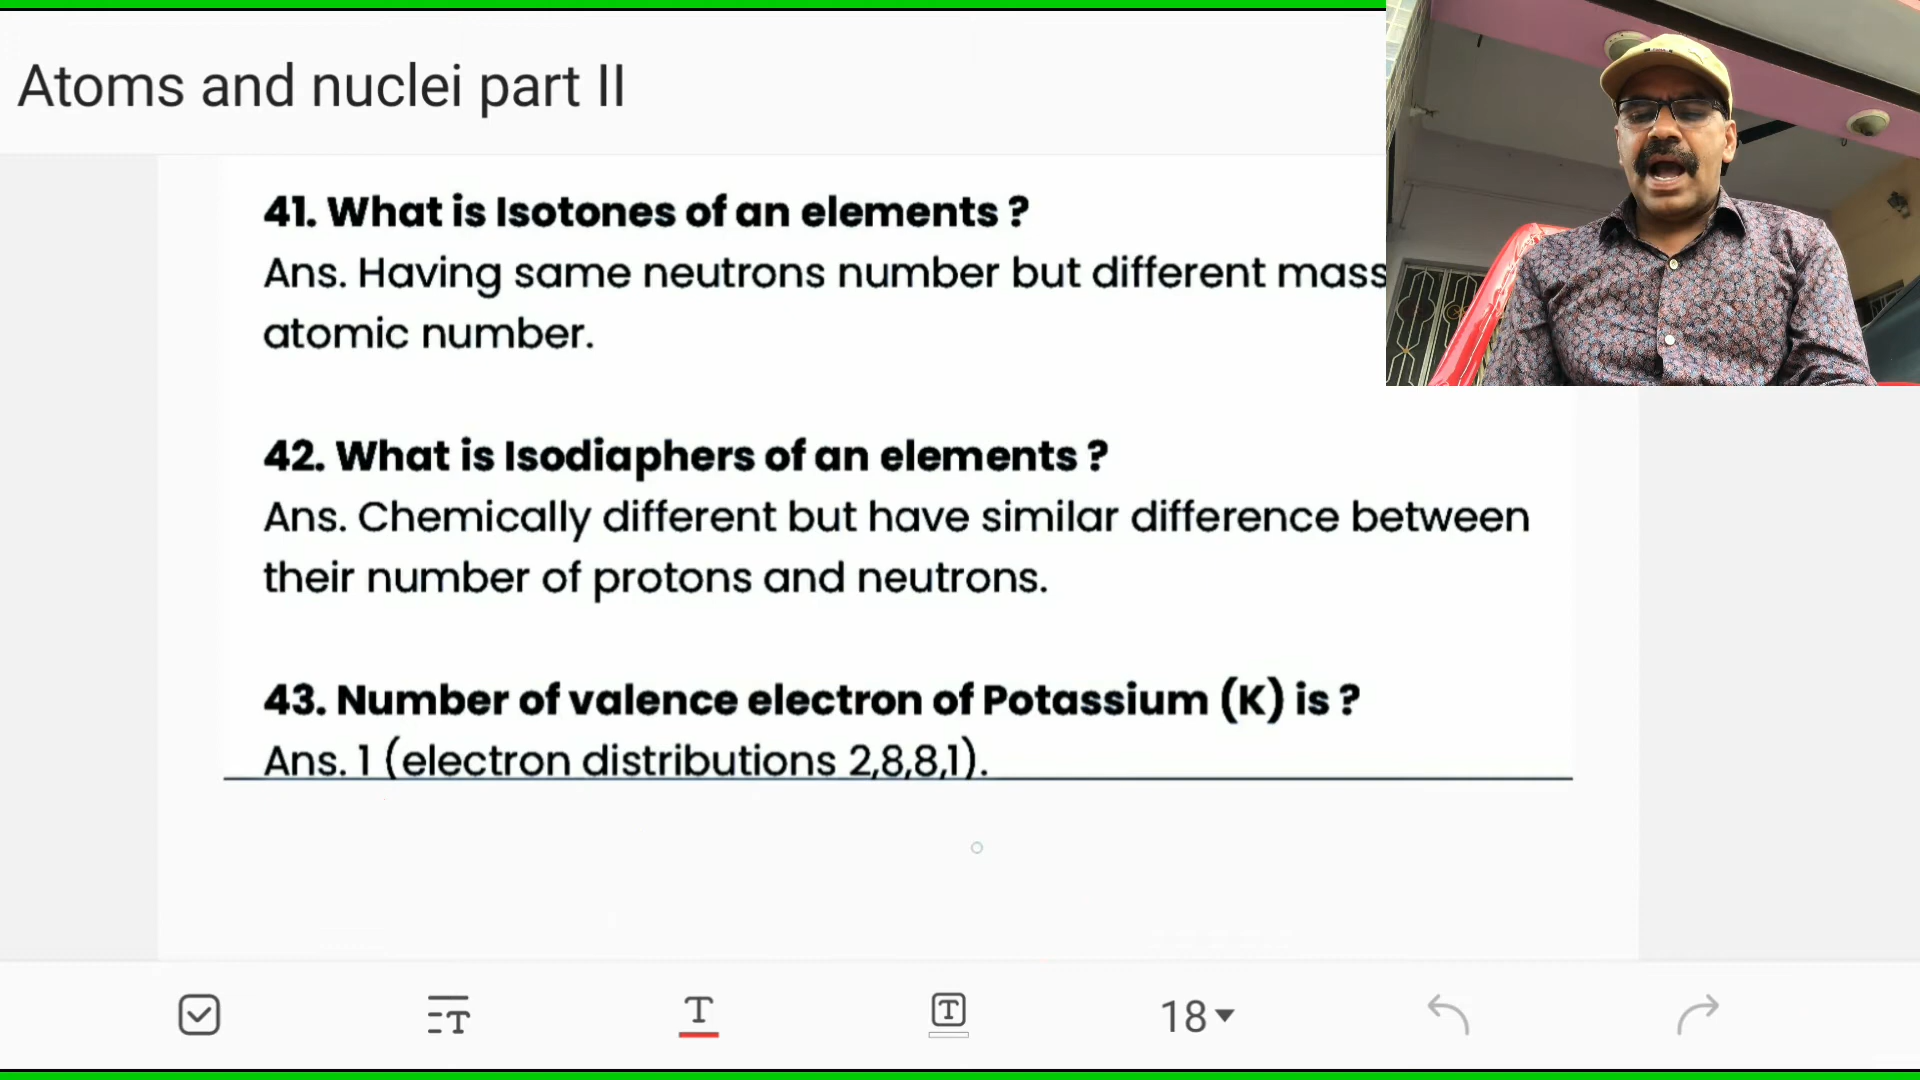 Atoms and nuclei part II
41. What is Isotones of an elements ?
Ans. Having same neutrons number but different mass
atomic number.
42. What is Isodiaphers of an elements ?
Ans. Chemically different but have similar difference between
their number of protons and neutrons.
43. Number of valence electron of Potassium (K) is ?
Ans. 1 (electron distributions 2,8,8,1).
18